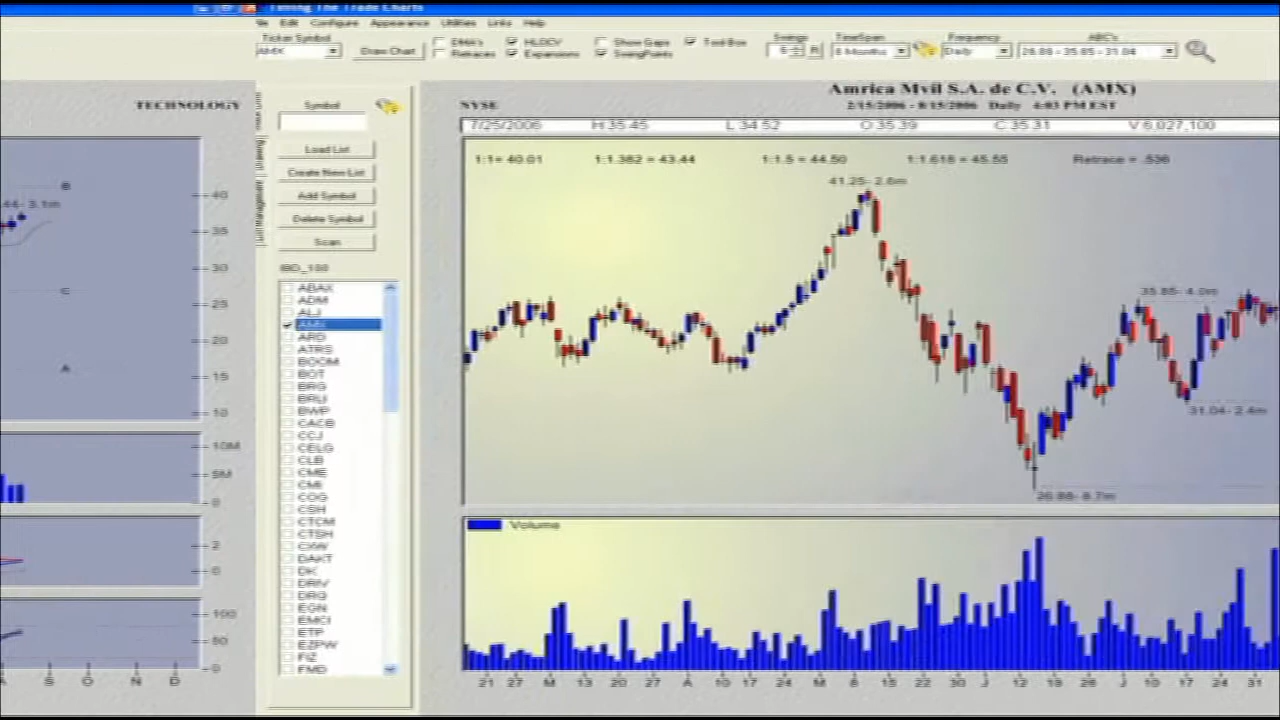 Timing The Trade Charts
Edit Configure Appearance Utilities Links Help
Ticker Symbol
AMX
Draw Chart
DMA's
Retraces
HLOCV
Expansions
Show Gaps
SwingPoints
Tool Box
Swings
TimeSpan
6 Months
Frequency
Daily
ABC's
26.88 - 35.85 - 31.04
TECHNOLOGY
B
.44- 3.1m
C
A
40
35
30
25
20
15
10
10M
5M
0
2
0
100
50
0
S O N D
Symbol
Load List
Create New List
Add Symbol
Delete Symbol
Scan
IBD_100
ABAX
ADM
ALJ
AMX
ARD
ATRS
BOOM
BOT
BRG
BRLI
BWP
CACB
CCJ
CELG
CLB
CME
CMI
COG
CSH
CTCM
CTSH
CXW
DAKT
DK
DRIV
DRQ
EGN
EMCI
ETP
EZPW
FIZ
FMD
NYSE
Amrica Mvil S.A. de C.V. (AMX)
2/15/2006 - 8/15/2006 Daily 4:03 PM EST
7/25/2006 H 35.45 L 34.52 O 35.39 C 35.31 V 6,027,100
1:1= 40.01 1:1.382 = 43.44 1:1.5 = 44.50 1:1.618 = 45.55 Retrace = .536
41.25- 2.6m
35.85- 4.0m
31.04- 2.4m
26.88- 8.7m
Volume
21 27 M 13 20 27 A 10 17 24 M 8 15 22 30 J 12 19 26 J 10 17 24 31